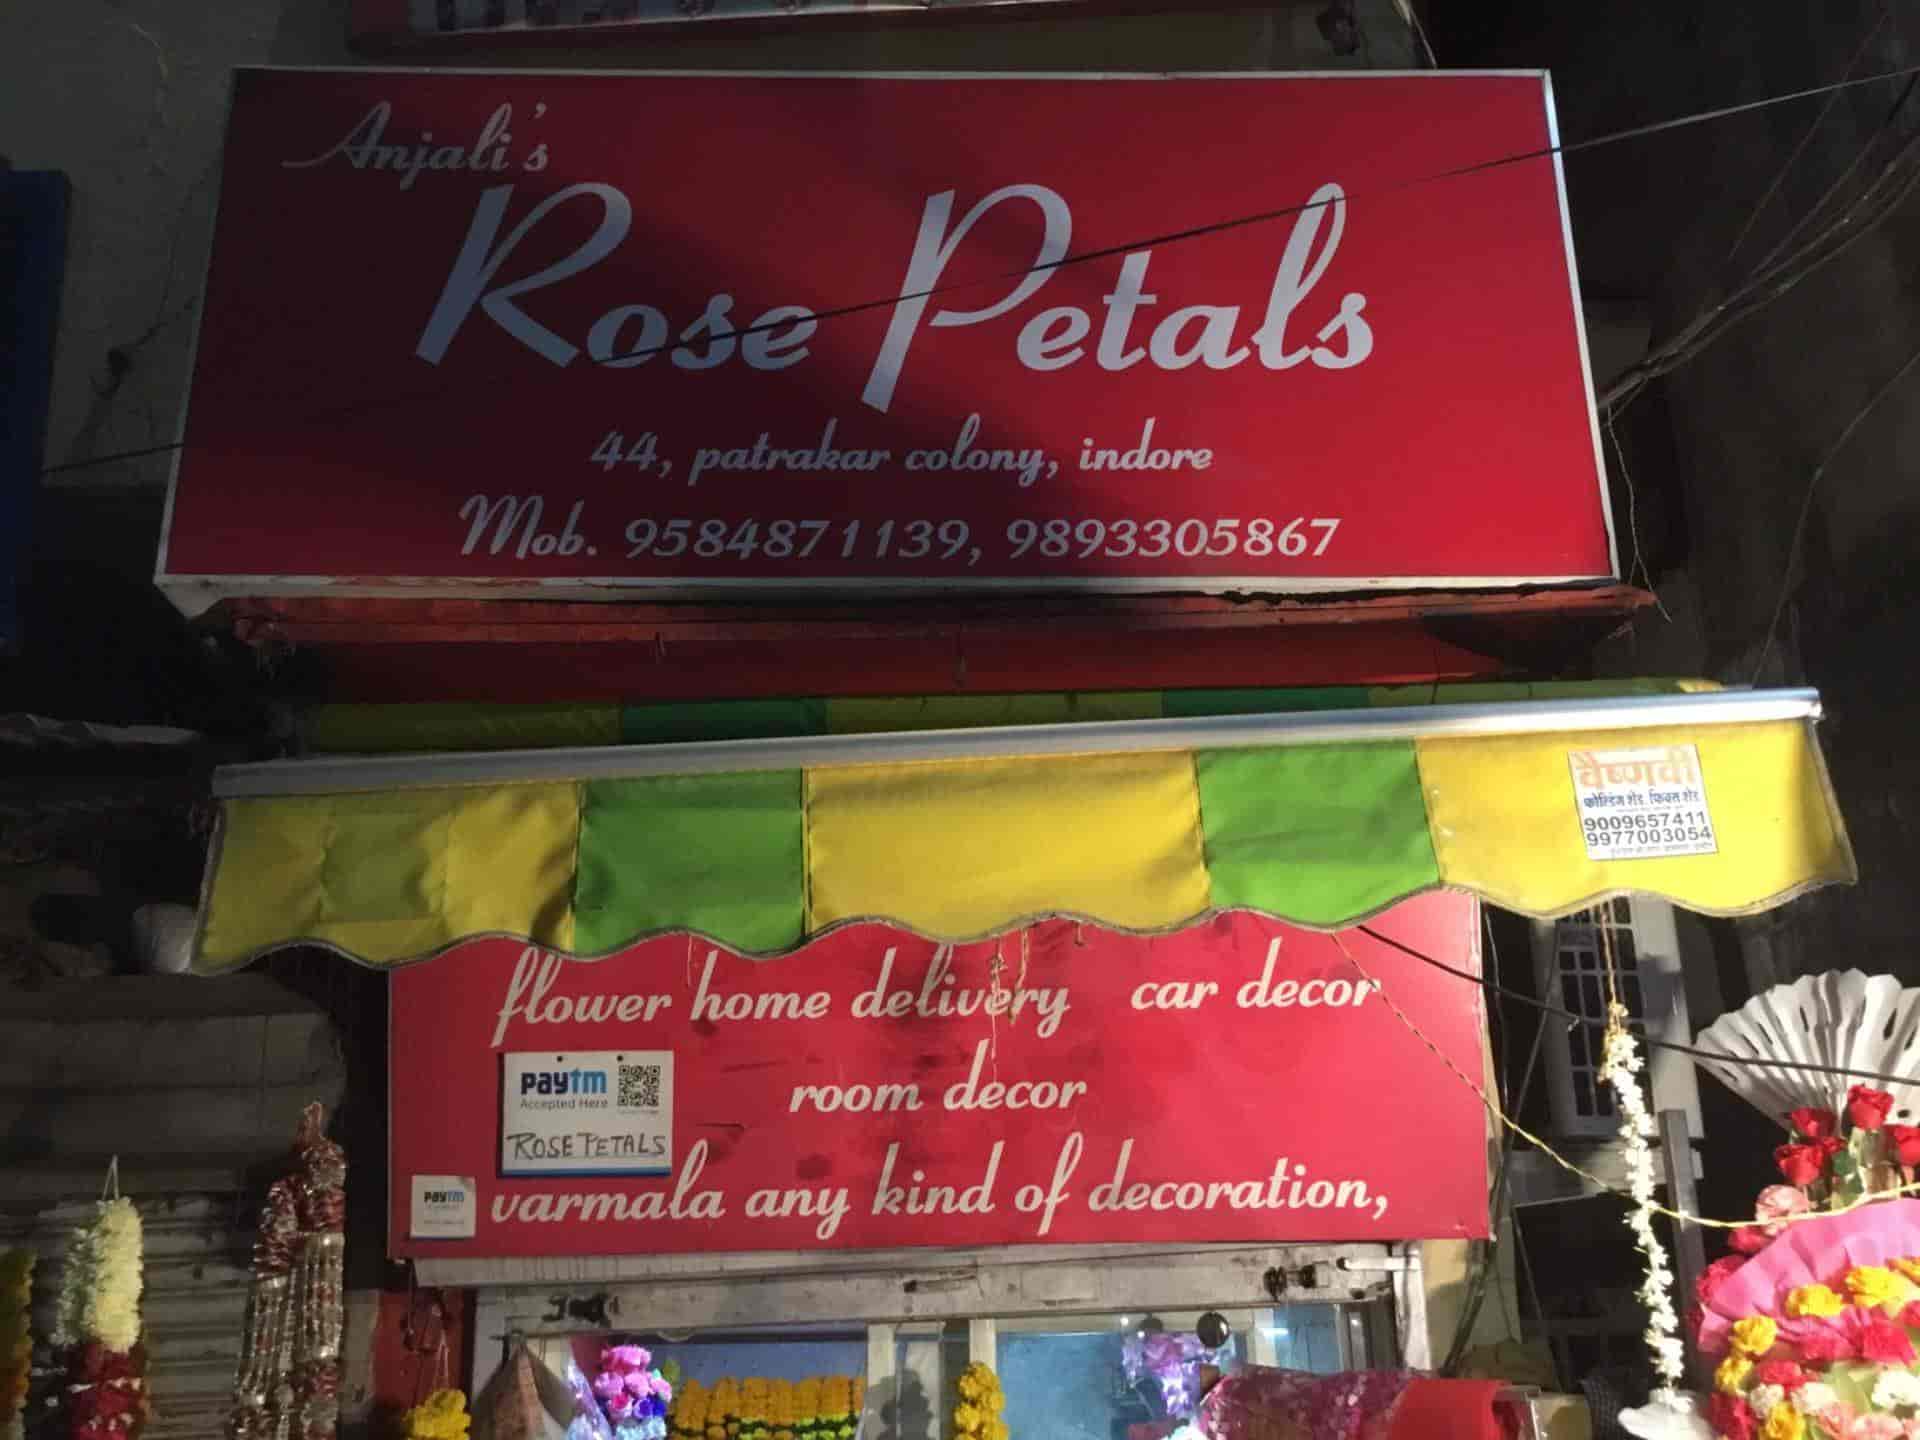 Anjali's
Rose Petals
44, patrakar colony, indore
Mob. 9584871139, 9893305867
वैष्णवी
फोल्डिंग शेड, फिक्स शेड
9009657411
9977003054
flower home delivery car decor
room decor
paytm
Accepted Here
ROSE PETALS
varmala any kind of decoration,
paytm